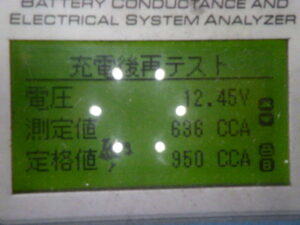 BATTERY CONDUCTANCE AND
ELECTRICAL SYSTEM ANALYZER
充電後再テスト
電圧 12.45V
測定値 636 CCA
定格値 950 CCA